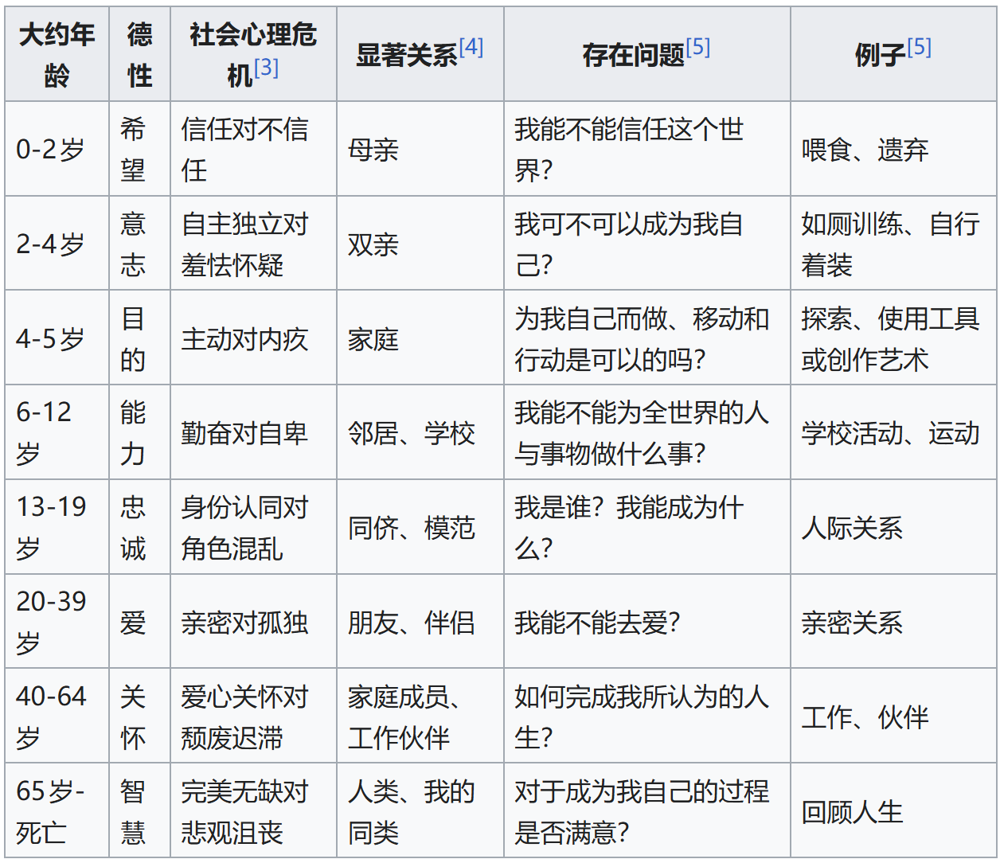 大约年龄
德性
社会心理危机[3]
显著关系[4]
存在问题[5]
例子[5]
0-2岁
希望
信任对不信任
母亲
我能不能信任这个世界？
喂食、遗弃
2-4岁
意志
自主独立对羞怯怀疑
双亲
我可不可以成为我自己？
如厕训练、自行着装
4-5岁
目的
主动对内疚
家庭
为我自己而做、移动和行动是可以的吗？
探索、使用工具或创作艺术
6-12岁
能力
勤奋对自卑
邻居、学校
我能不能为全世界的人与事物做什么事？
学校活动、运动
13-19岁
忠诚
身份认同对角色混乱
同侪、模范
我是谁？我能成为什么？
人际关系
20-39岁
爱
亲密对孤独
朋友、伴侣
我能不能去爱？
亲密关系
40-64岁
关怀
爱心关怀对颓废迟滞
家庭成员、工作伙伴
如何完成我所认为的人生？
工作、伙伴
65岁-死亡
智慧
完美无缺对悲观沮丧
人类、我的同类
对于成为我自己的过程是否满意？
回顾人生